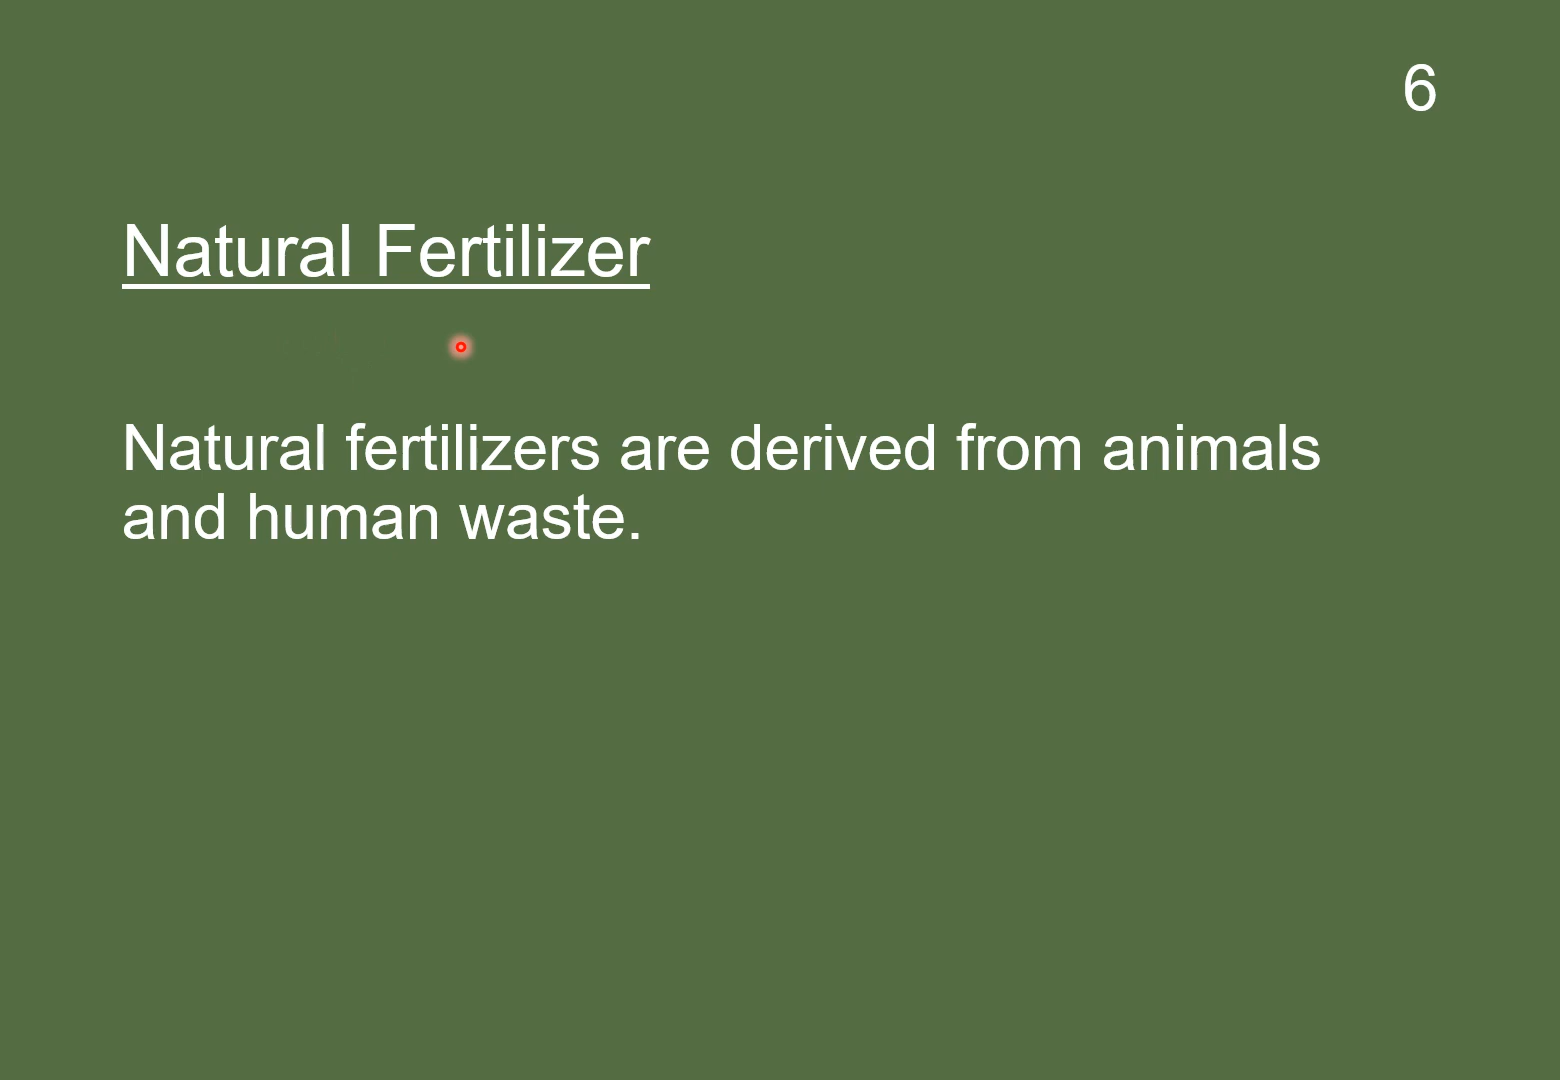 6
Natural Fertilizer
Natural fertilizers are derived from animals
and human waste.